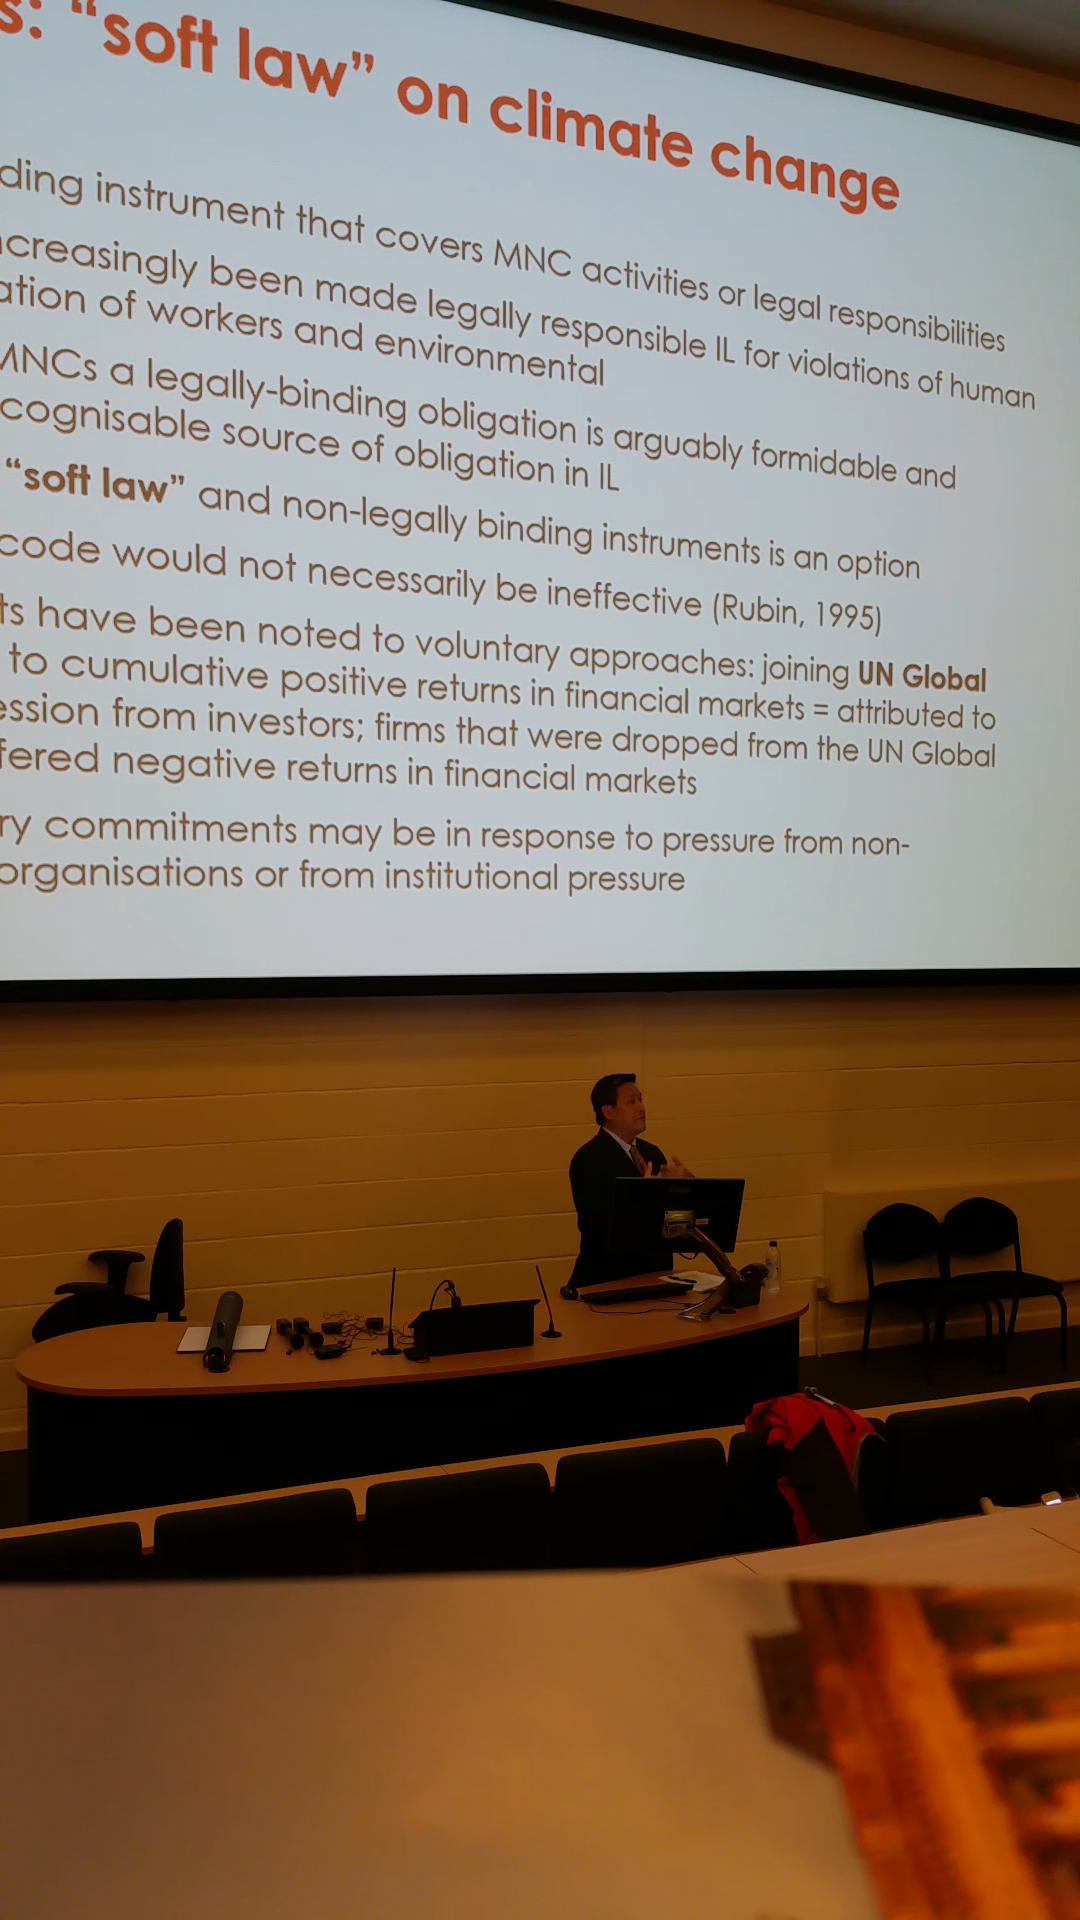 s: “soft law” on climate change
ding instrument that covers MNC activities or legal responsibilities
creasingly been made legally responsible IL for violations of human
ation of workers and environmental
MNCs a legally-binding obligation is arguably formidable and
cognisable source of obligation in IL
“soft law” and non-legally binding instruments is an option
code would not necessarily be ineffective (Rubin, 1995)
ts have been noted to voluntary approaches: joining UN Global
to cumulative positive returns in financial markets = attributed to
ession from investors; firms that were dropped from the UN Global
fered negative returns in financial markets
ry commitments may be in response to pressure from non-
organisations or from institutional pressure